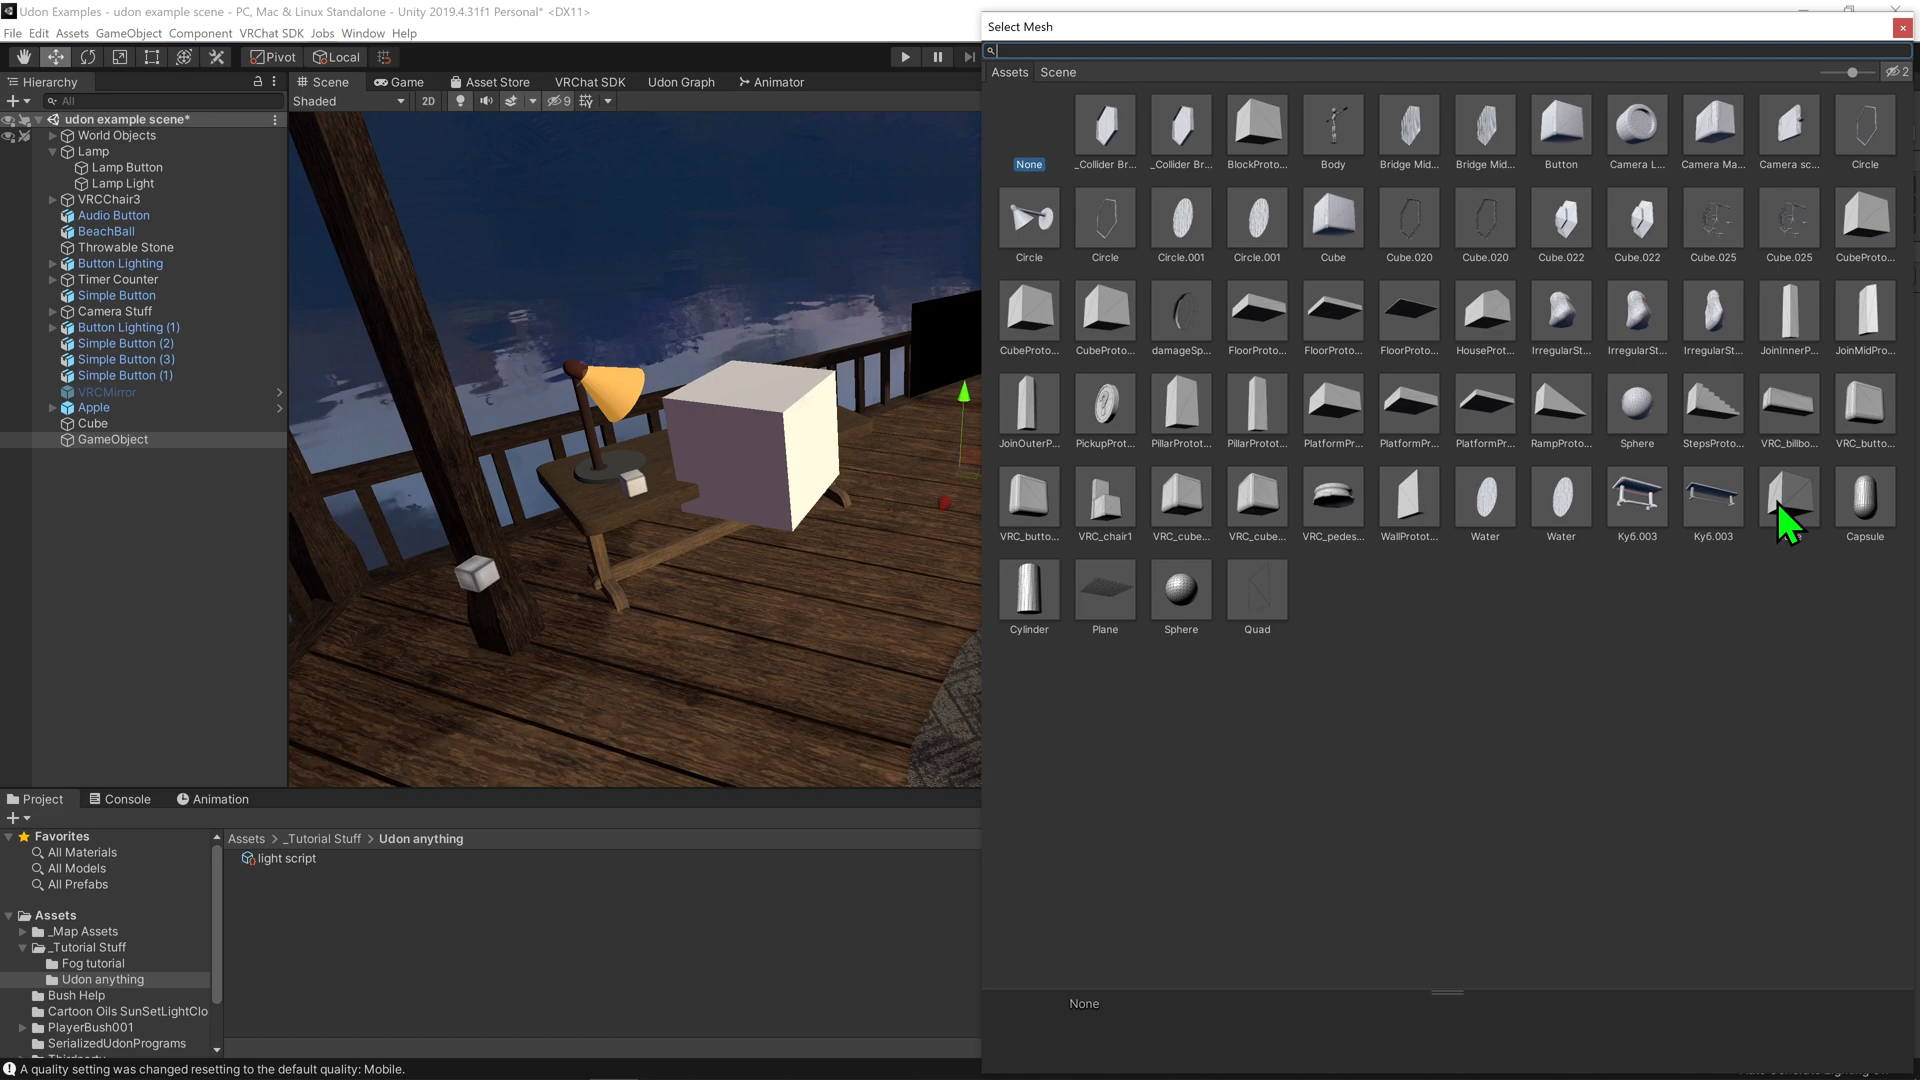 Udon Examples - udon example scene - PC, Mac & Linux Standalone - Unity 2019.4.31f1 Personal* <DX11>
File Edit Assets GameObject Component VRChat SDK Jobs Window Help
Pivot Local
Hierarchy
All
udon example scene*
World Objects
Lamp
Lamp Button
Lamp Light
VRCChair3
Audio Button
BeachBall
Throwable Stone
Button Lighting
Timer Counter
Simple Button
Camera Stuff
Button Lighting (1)
Simple Button (2)
Simple Button (3)
Simple Button (1)
VRCMirror
Apple
Cube
GameObject
Scene Game Asset Store VRChat SDK Udon Graph Animator
Shaded 2D 9
Select Mesh
Assets Scene 2
None _Collider Br... _Collider Br... BlockProto... Body Bridge Mid... Bridge Mid... Button Camera L... Camera Ma... Camera sc... Circle
Circle Circle Circle.001 Circle.001 Cube Cube.020 Cube.020 Cube.022 Cube.022 Cube.025 Cube.025 CubeProto...
CubeProto... CubeProto... damageSp... FloorProto... FloorProto... FloorProto... HouseProt... IrregularSt... IrregularSt... IrregularSt... JoinInnerP... JoinMidPro...
JoinOuterP... PickupProt... PillarProtot... PillarProtot... PlatformPr... PlatformPr... PlatformPr... RampProto... Sphere StepsProto... VRC_billbo... VRC_butto...
VRC_butto... VRC_chair1 VRC_cube... VRC_cube... VRC_pedes... WallProtot... Water Water Куб.003 Куб.003 Capsule
Cylinder Plane Sphere Quad
None
Project Console Animation
Favorites
All Materials
All Models
All Prefabs
Assets
_Map Assets
_Tutorial Stuff
Fog tutorial
Udon anything
Bush Help
Cartoon Oils SunSetLightClo
PlayerBush001
SerializedUdonPrograms
Assets > _Tutorial Stuff > Udon anything
light script
A quality setting was changed resetting to the default quality: Mobile.